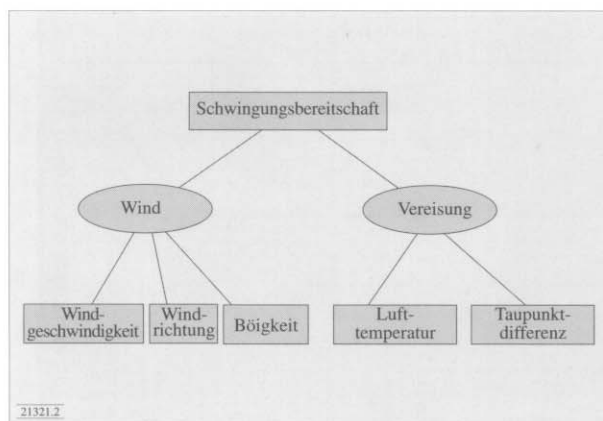 Schwingungsbereitschaft
Wind
Vereisung
Wind-
geschwindigkeit
Wind-
richtung
Böigkeit
Luft-
temperatur
Taupunkt-
differenz
21321.2